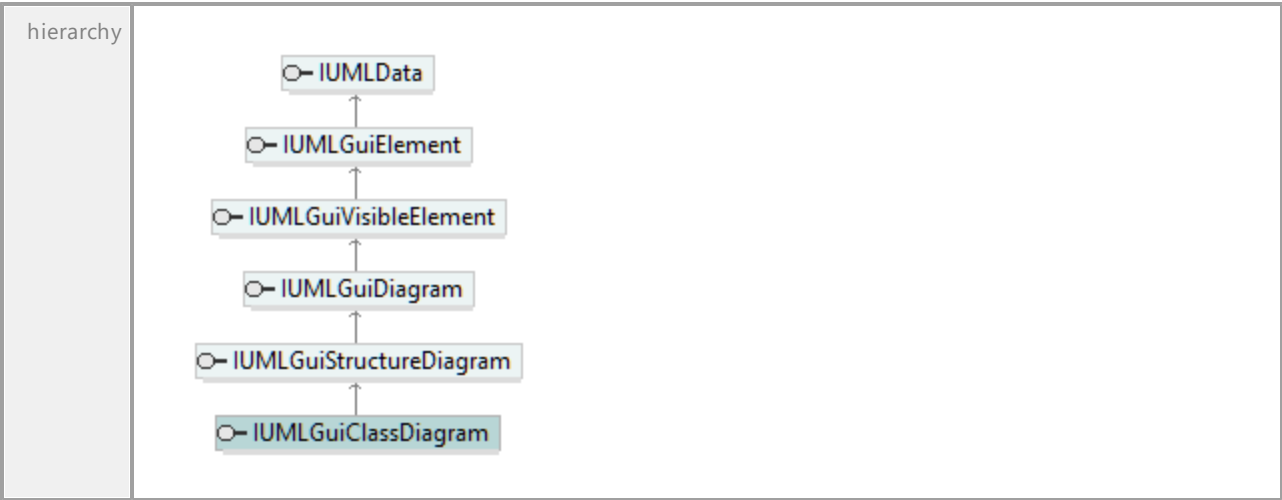 hierarchy
IUMLData
IUMLGuiElement
IUMLGuiVisibleElement
IUMLGuiDiagram
IUMLGuiStructureDiagram
IUMLGuiClassDiagram